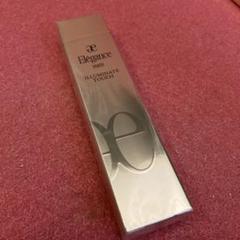 æ
Elégance
PARIS
ILLUMINATE
TOUCH
æ